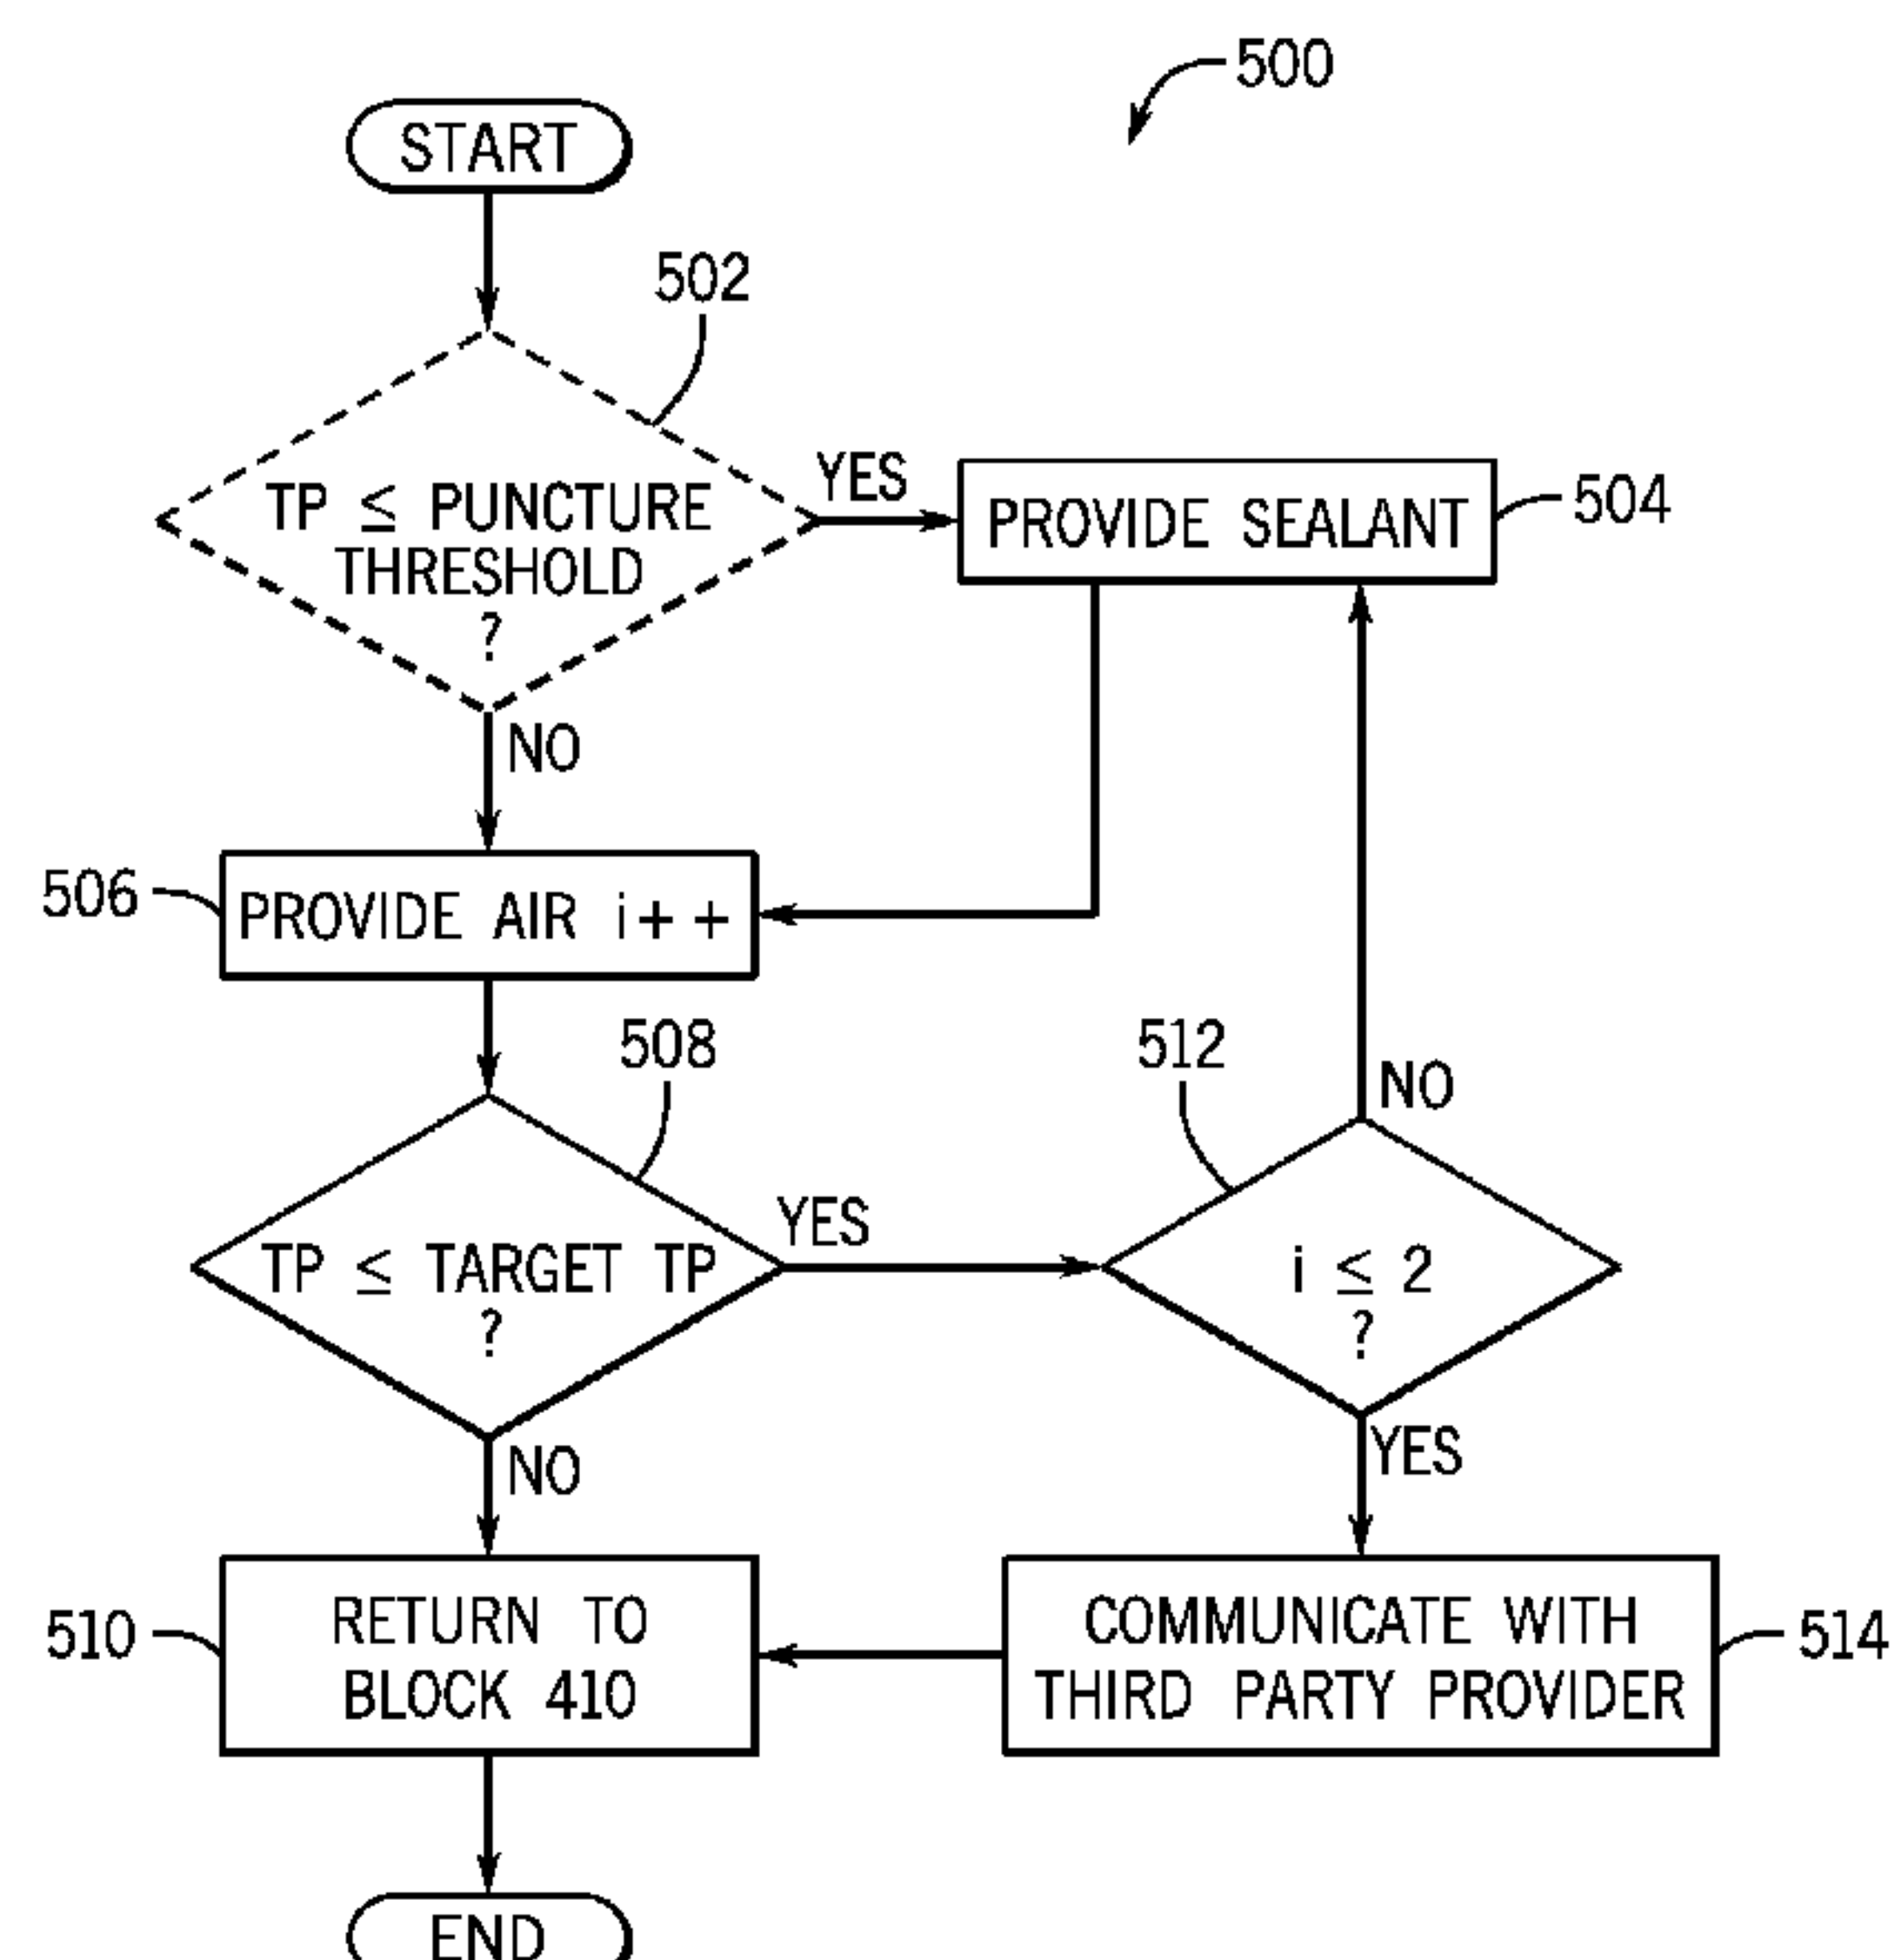 500
START
502
TP ≤ PUNCTURE
THRESHOLD
?
YES
PROVIDE SEALANT
504
NO
506
PROVIDE AIR i++
508
512
NO
TP ≤ TARGET TP
?
YES
i ≤ 2
?
NO
YES
510
RETURN TO
BLOCK 410
COMMUNICATE WITH
THIRD PARTY PROVIDER
514
END